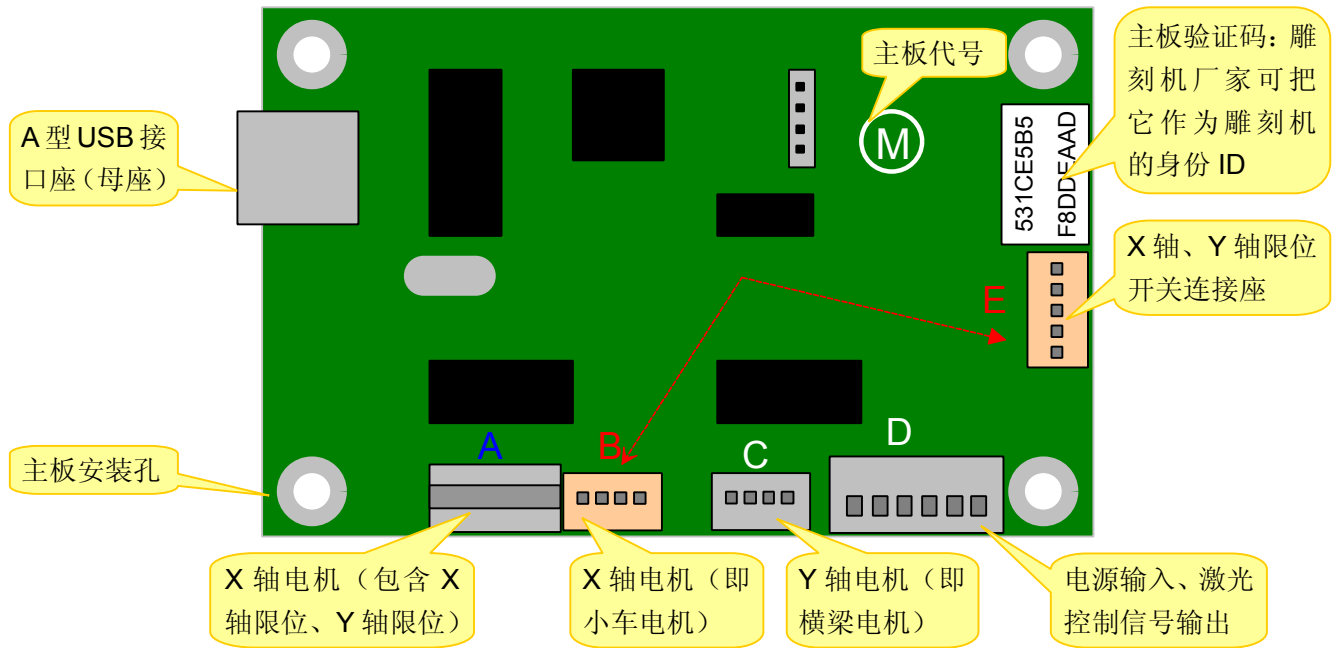 主板代号
主板验证码：雕
刻机厂家可把
它作为雕刻机
的身份 ID
A 型 USB 接
口座（母座）
M
531CE5B5
F8DDEAAD
X 轴、Y 轴限位
开关连接座
E
主板安装孔
A
B
C
D
X 轴电机（包含 X
轴限位、Y 轴限位）
X 轴电机（即
小车电机）
Y 轴电机（即
横梁电机）
电源输入、激光
控制信号输出